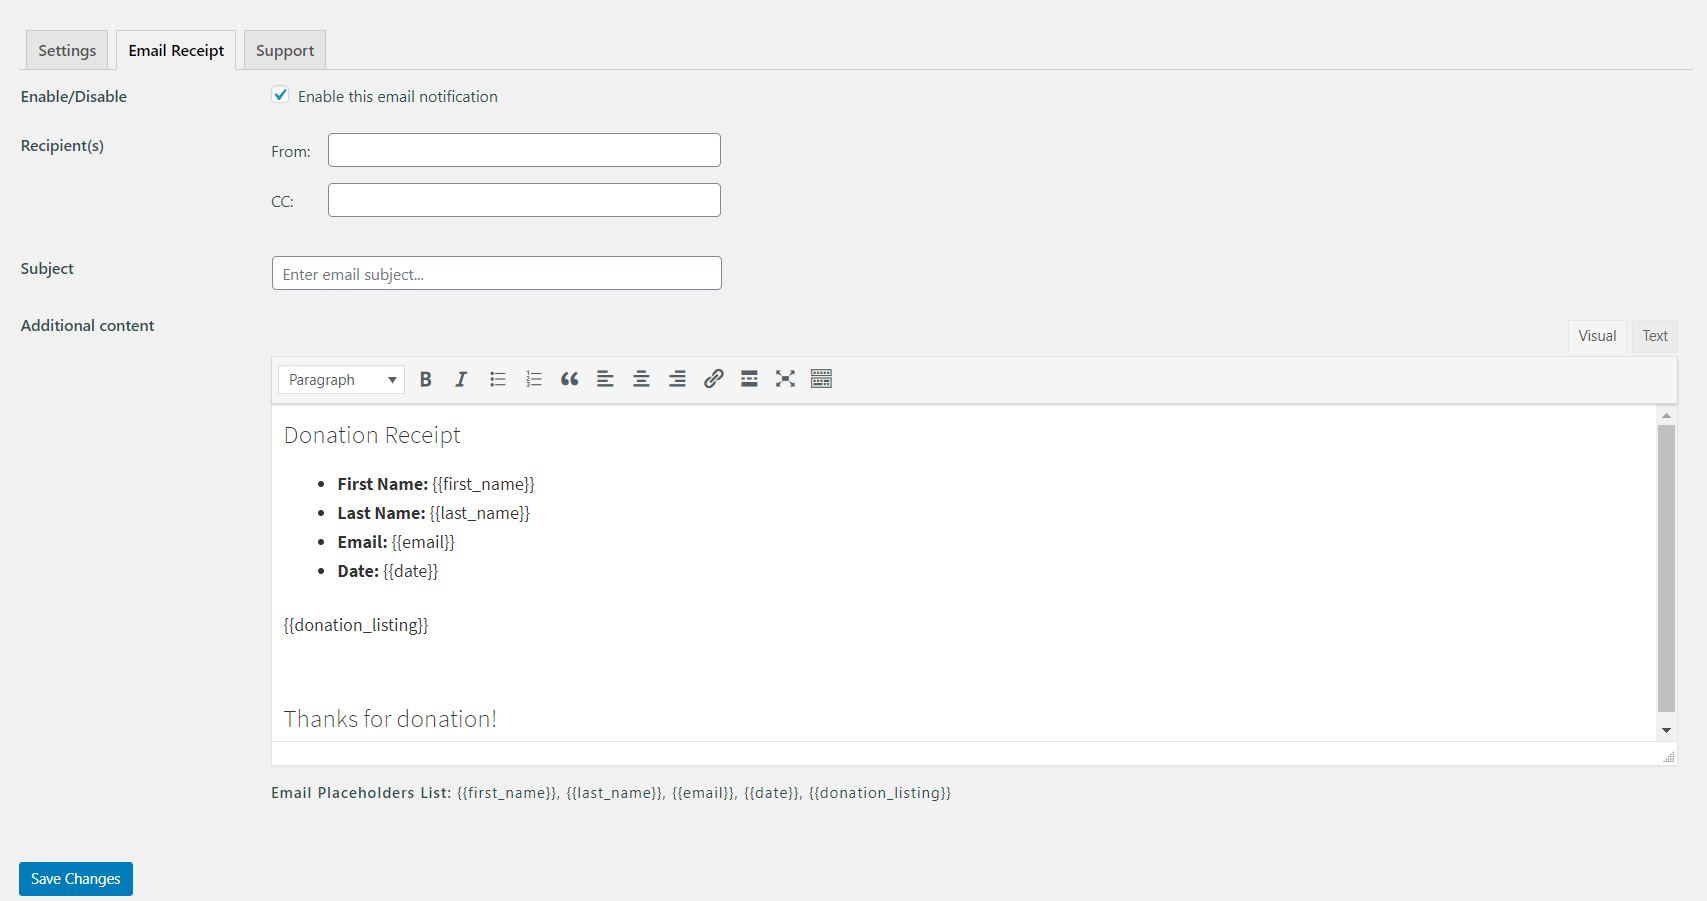 Settings Email Receipt Support
Enable/Disable Enable this email notification
Recipient(s) From:
CC:
Subject Enter email subject...
Additional content
Visual Text
Paragraph
Donation Receipt
• First Name: {{first_name}}
• Last Name: {{last_name}}
• Email: {{email}}
• Date: {{date}}
{{donation_listing}}
Thanks for donation!
Email Placeholders List: {{first_name}}, {{last_name}}, {{email}}, {{date}}, {{donation_listing}}
Save Changes